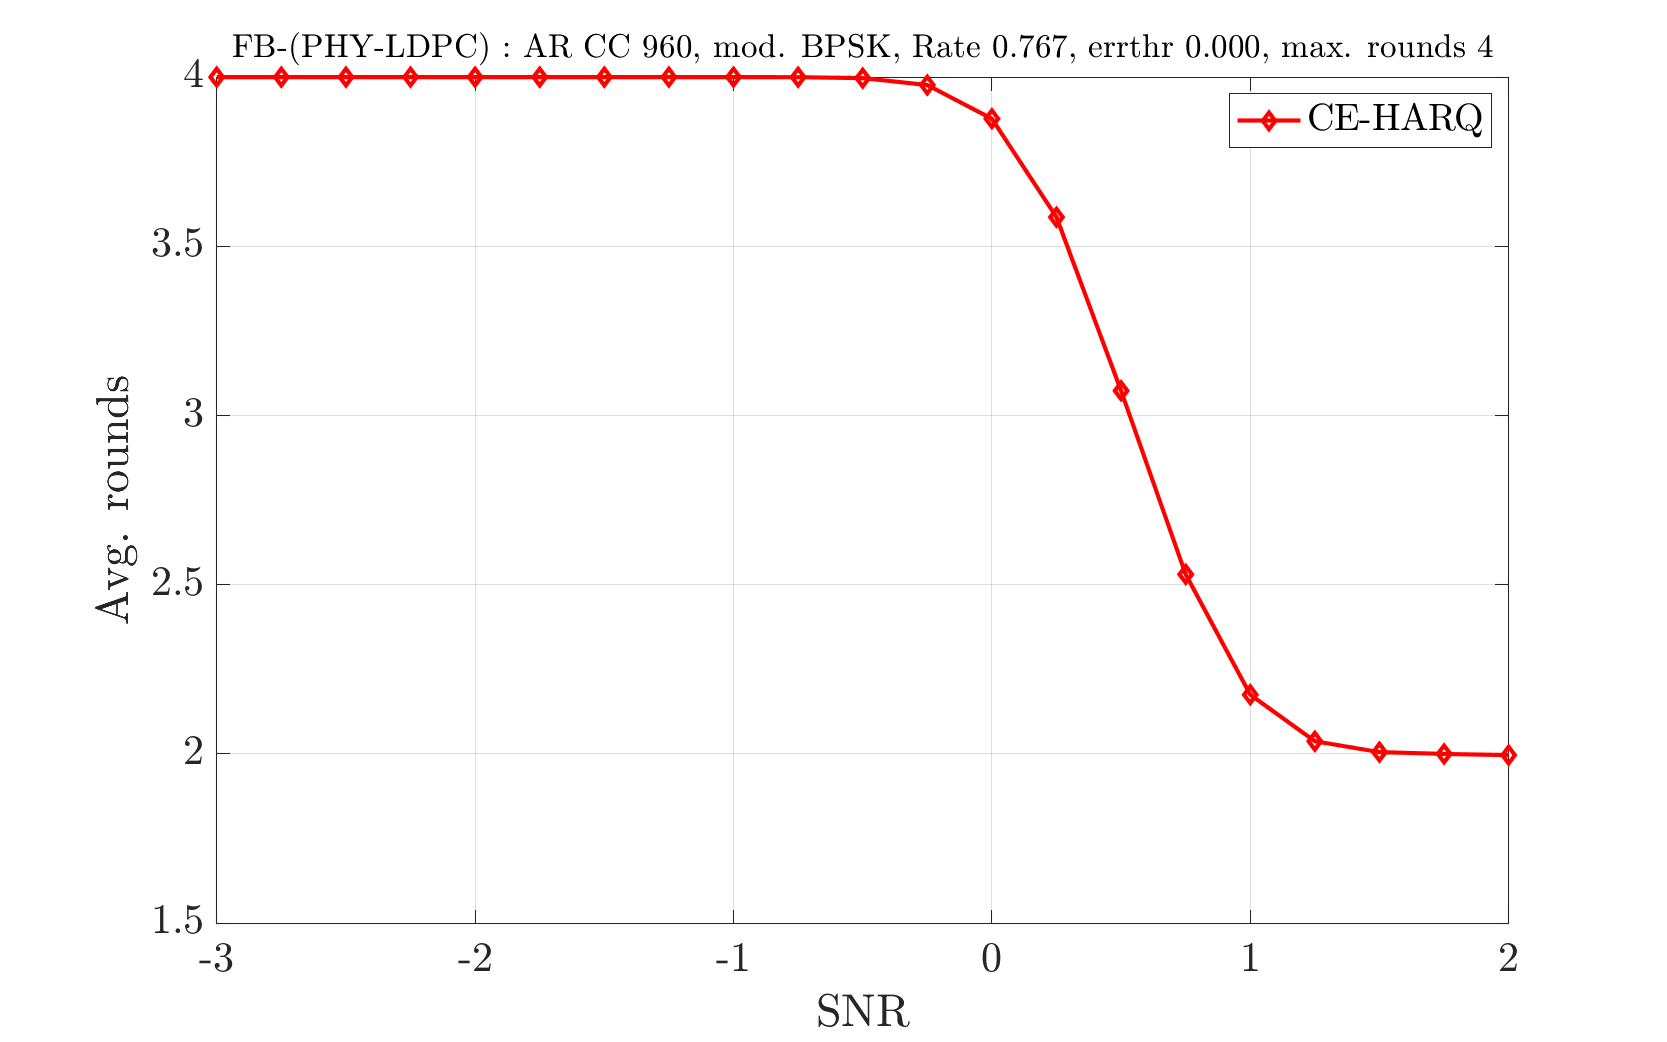 FB-(PHY-LDPC) : AR CC 960, mod. BPSK, Rate 0.767, errthr 0.000, max. rounds 4
CE-HARQ
4
3.5
3
2.5
2
1.5
Avg. rounds
-3 -2 -1 0 1 2
SNR